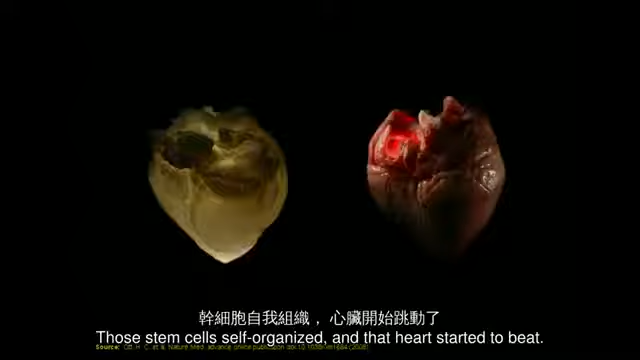 幹細胞自我組織，心臟開始跳動了
Those stem cells self-organized, and that heart started to beat.
Source: